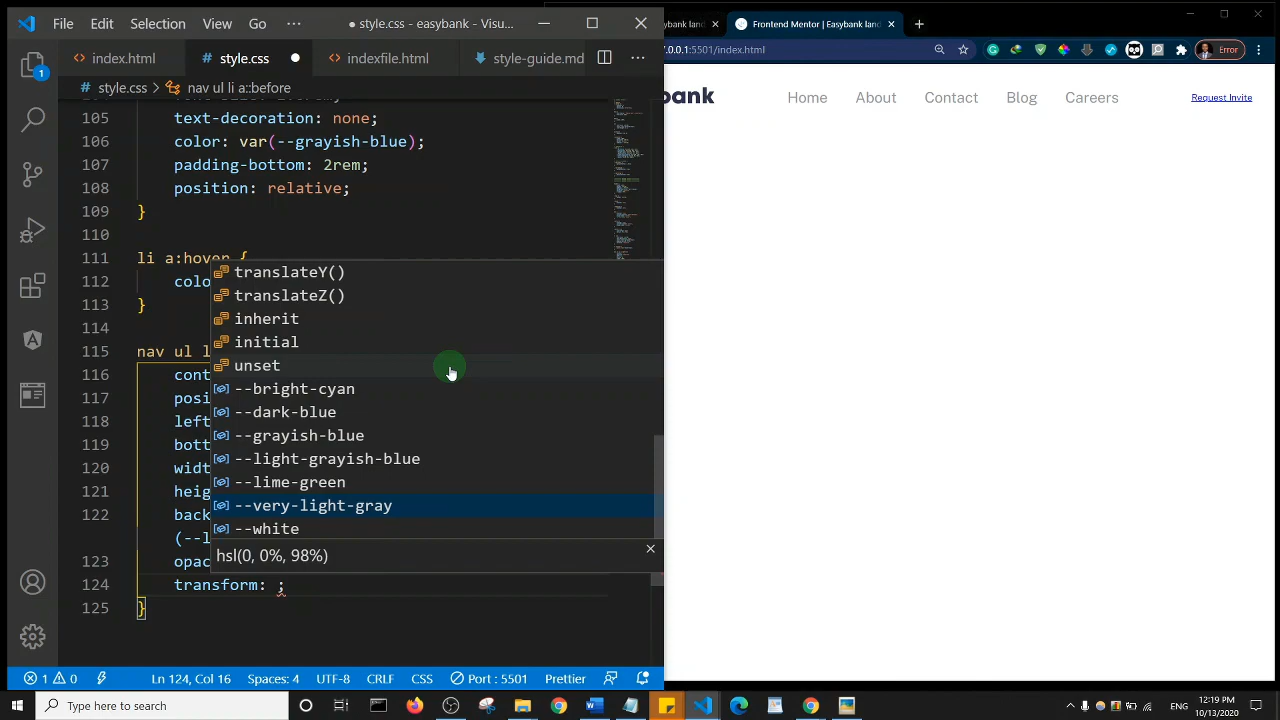 File Edit Selection View Go ··· ● style.css - easybank - Visu...
index.html style.css ● indexfile.html style-guide.md ···
# style.css > nav ul li a::before
105 text-decoration: none;
106 color: var(--grayish-blue);
107 padding-bottom: 2rem;
108 position: relative;
109 }
110
111 li a:hover {
112 colo
113 }
114
115 nav ul l
116 cont
117 posi
118 left
119 bott
120 widt
121 heig
122 back
(--l
123 opac
124 transform: ;
125 }
translateY()
translateZ()
inherit
initial
unset
--bright-cyan
--dark-blue
--grayish-blue
--light-grayish-blue
--lime-green
--very-light-gray
--white
hsl(0, 0%, 98%)
1
1 0 Ln 124, Col 16 Spaces: 4 UTF-8 CRLF CSS Port : 5501 Prettier
ybank land Frontend Mentor | Easybank lan
.0.0.1:5501/index.html Error
bank Home About Contact Blog Careers Request Invite
Type here to search
ENG 12:19 PM
10/13/2020